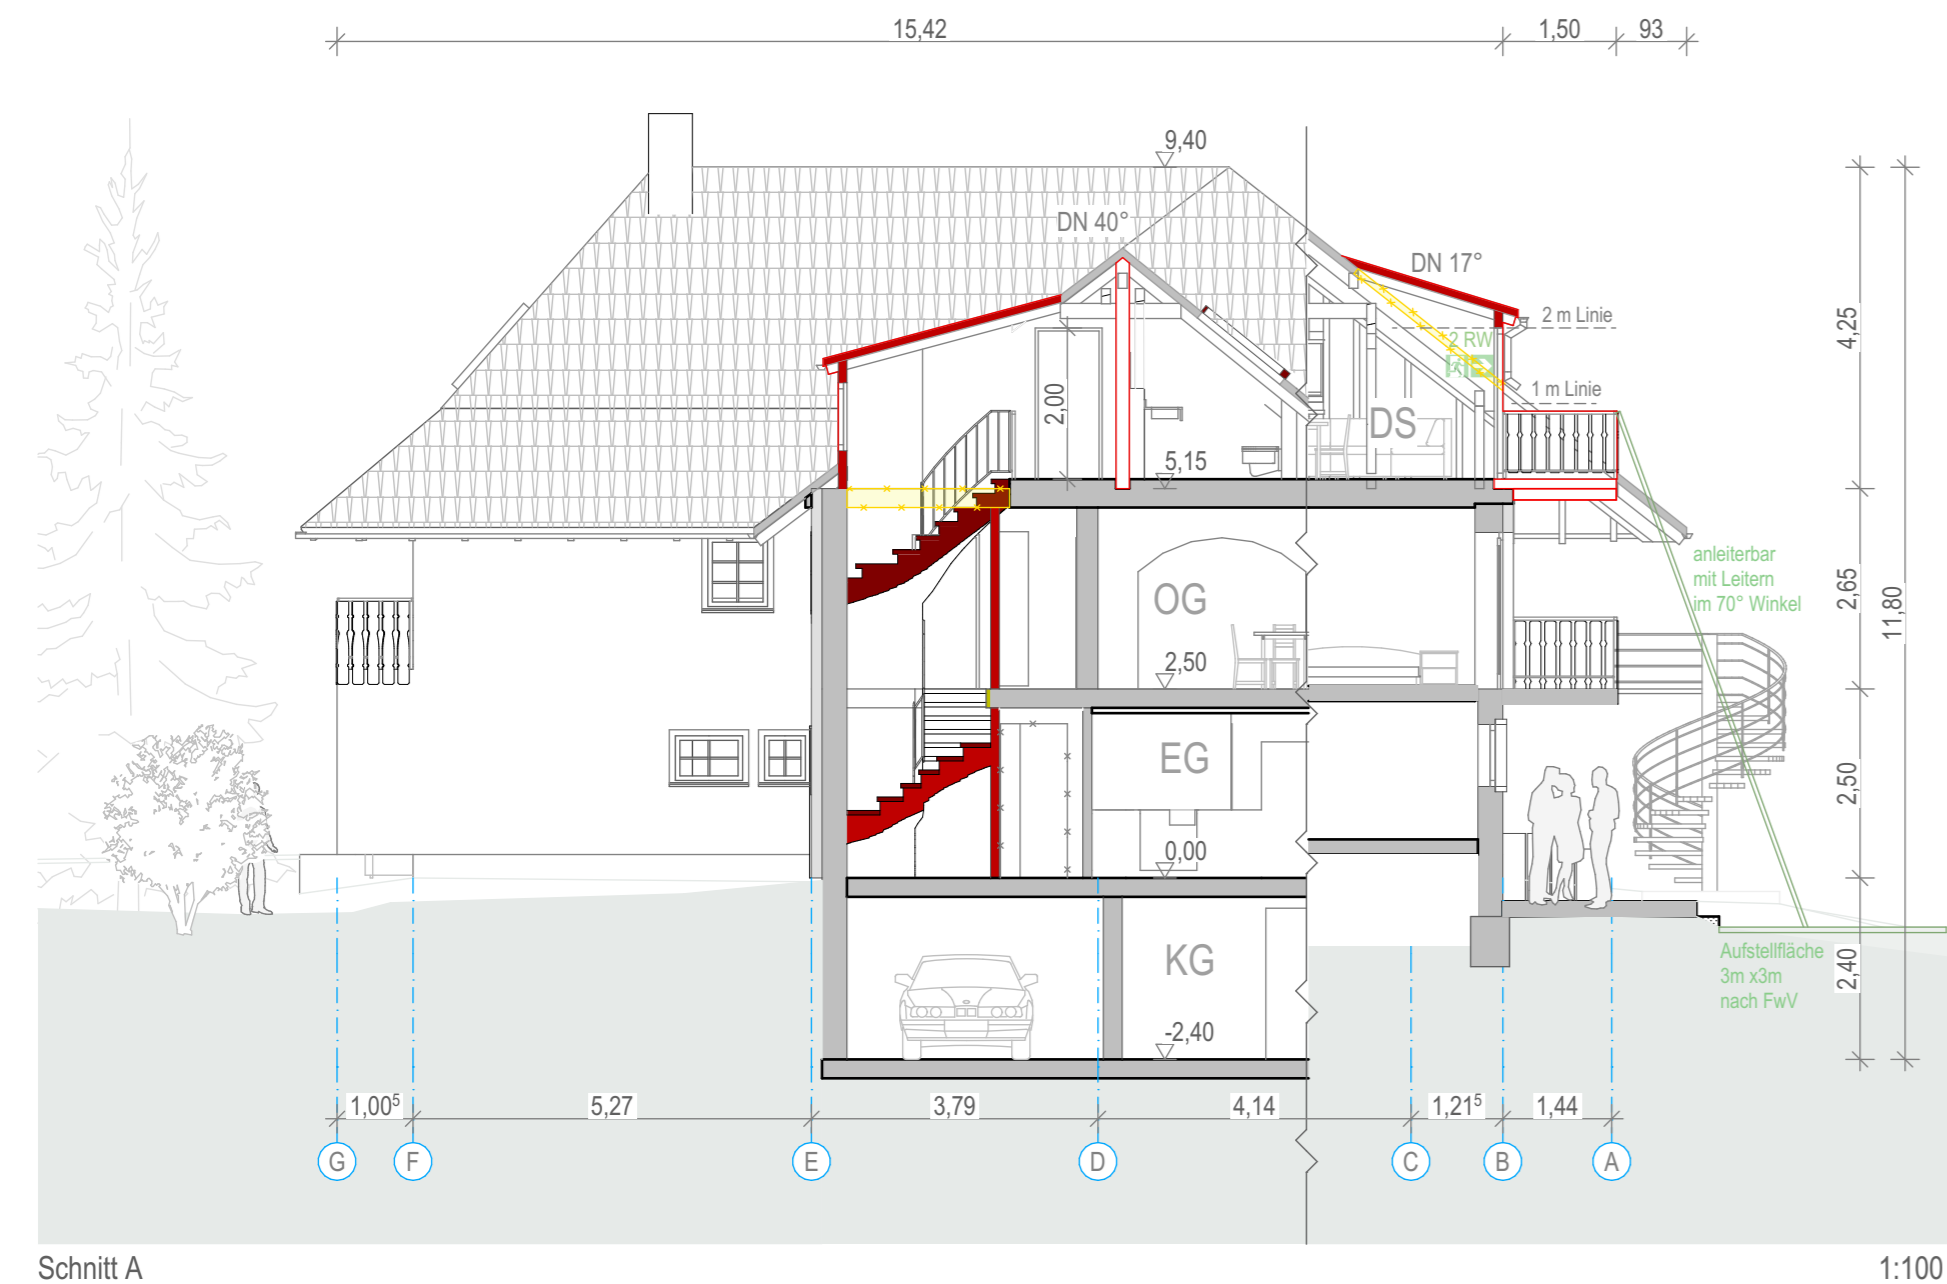 15,42
1,50
93
9,40
DN 40°
DN 17°
2 m Linie
2 RW
1 m Linie
4,25
2,00
DS
5,15
anleiterbar
mit Leitern
im 70° Winkel
OG
2,65
11,80
2,50
EG
2,50
0,00
KG
Aufstellfläche
3m x3m
nach FwV
2,40
-2,40
1,00⁵
5,27
3,79
4,14
1,21⁵
1,44
G
F
E
D
C
B
A
Schnitt A
1:100